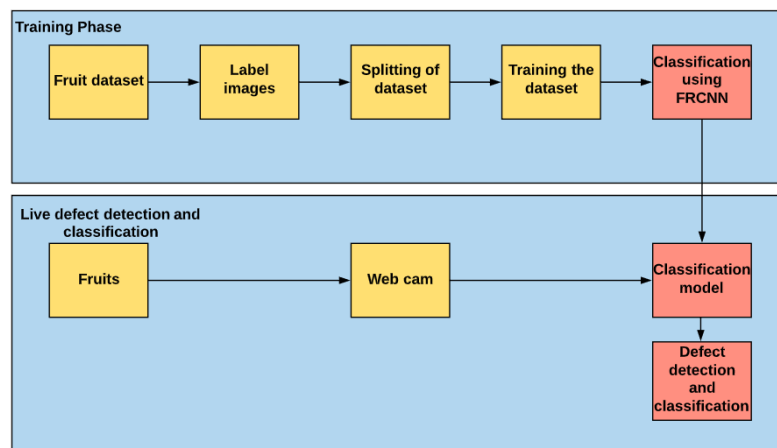 Training Phase
Fruit dataset
Label
images
Splitting of
dataset
Training the
dataset
Classification
using
FRCNN
Live defect detection and
classification
Fruits
Web cam
Classification
model
Defect
detection
and
classification